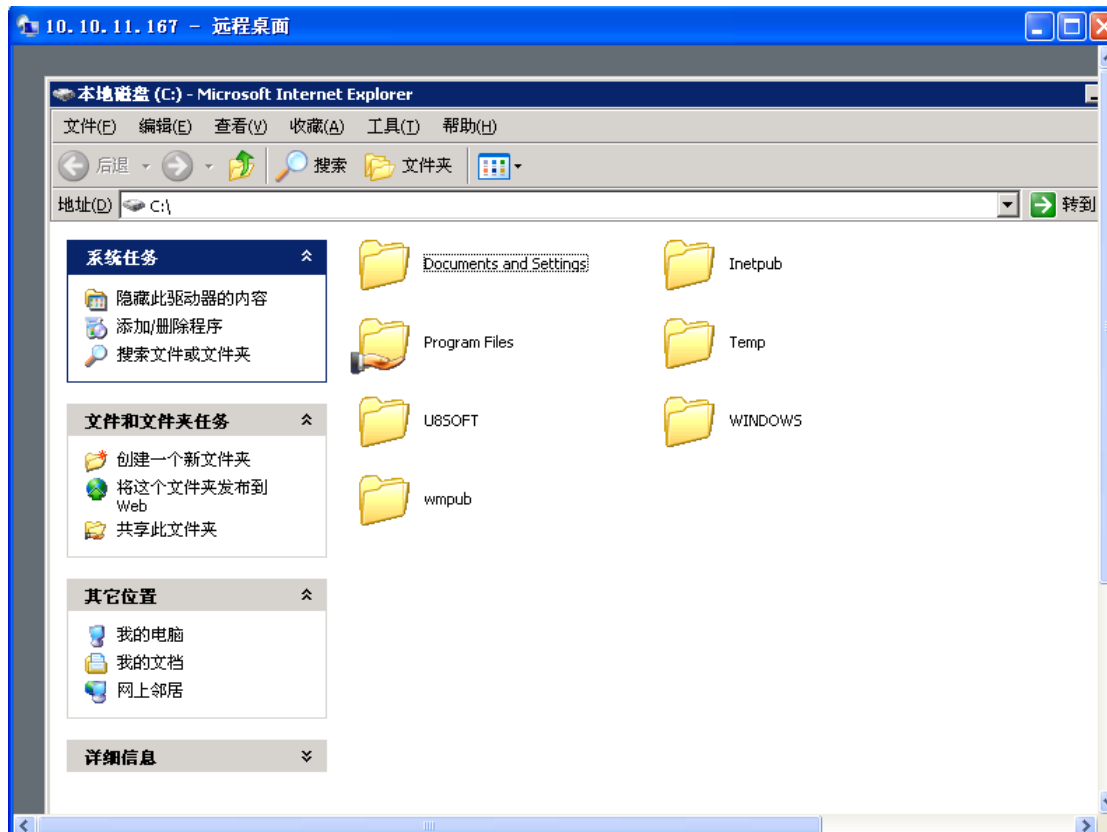 10.10.11.167 - 远程桌面
本地磁盘 (C:) - Microsoft Internet Explorer
文件(F) 编辑(E) 查看(V) 收藏(A) 工具(T) 帮助(H)
后退 搜索 文件夹
地址(D) C:\ 转到
系统任务
隐藏此驱动器的内容
添加/删除程序
搜索文件或文件夹
文件和文件夹任务
创建一个新文件夹
将这个文件夹发布到
Web
共享此文件夹
其它位置
我的电脑
我的文档
网上邻居
详细信息
Documents and Settings
Inetpub
Program Files
Temp
U8SOFT
WINDOWS
wmpub